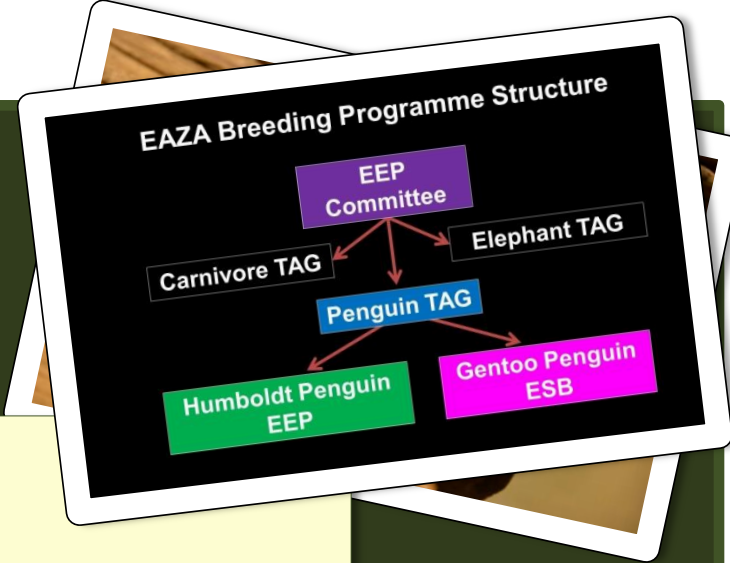 EAZA Breeding Programme Structure
EEP
Committee
Carnivore TAG
Elephant TAG
Penguin TAG
Humboldt Penguin
EEP
Gentoo Penguin
ESB